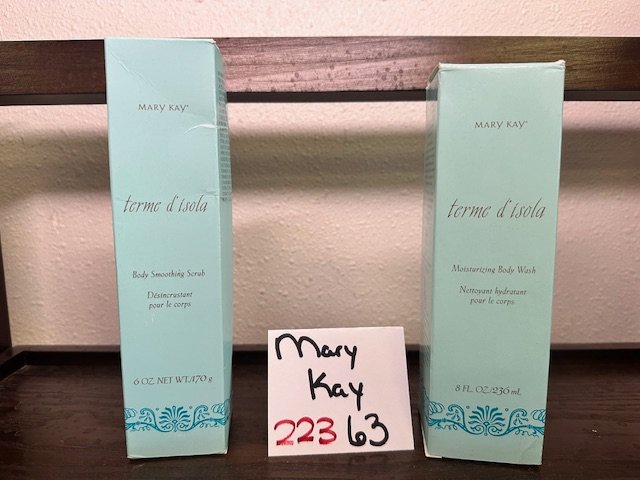 MARY KAY®
terme d'isola
Body Smoothing Scrub
Désincrustant
pour le corps
6 OZ. NET WT./170 g
Mary
Kay
223 63
MARY KAY®
terme d'isola
Moisturizing Body Wash
Nettoyant hydratant
pour le corps
8 FL. OZ./236 mL